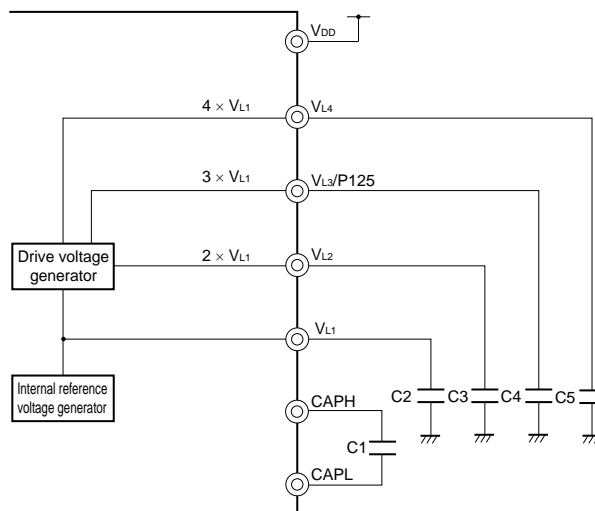 VDD
4 × VL1
VL4
3 × VL1
VL3/P125
Drive voltage
generator
2 × VL1
VL2
VL1
Internal reference
voltage generator
C2
C3
C4
C5
CAPH
C1
CAPL